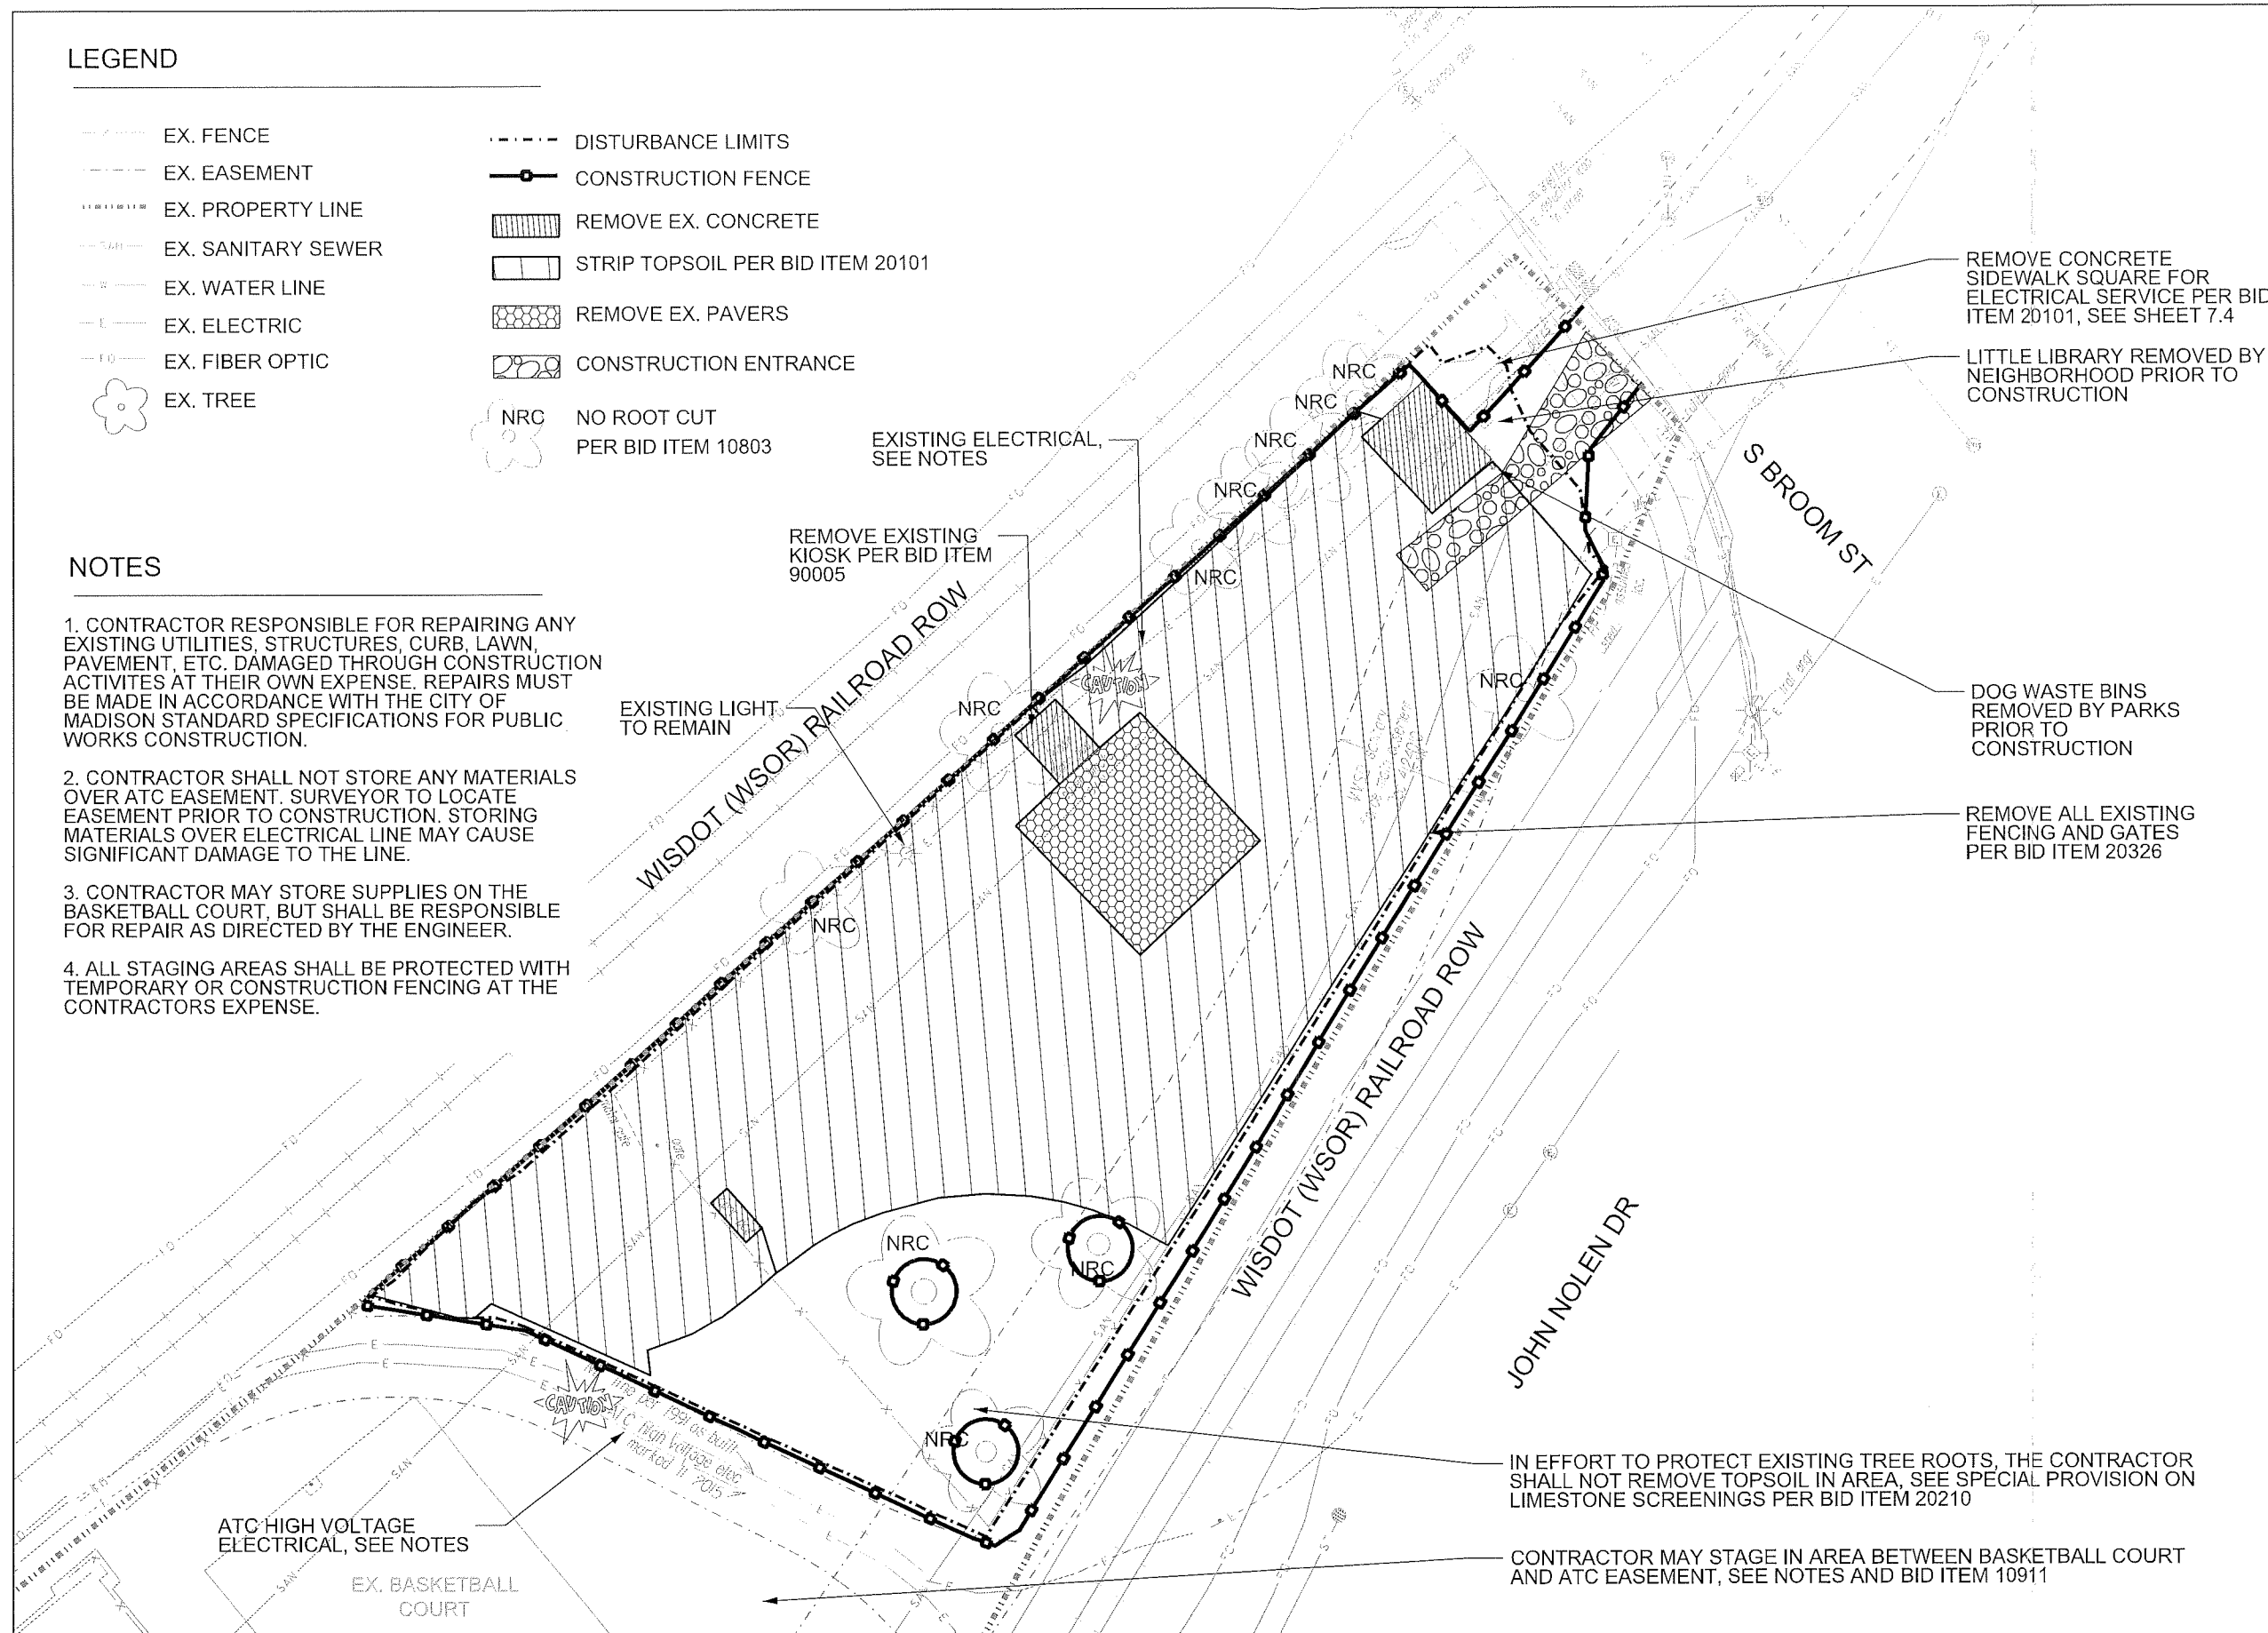 LEGEND
EX. FENCE
EX. EASEMENT
EX. PROPERTY LINE
EX. SANITARY SEWER
EX. WATER LINE
EX. ELECTRIC
EX. FIBER OPTIC
EX. TREE
DISTURBANCE LIMITS
CONSTRUCTION FENCE
REMOVE EX. CONCRETE
STRIP TOPSOIL PER BID ITEM 20101
REMOVE EX. PAVERS
CONSTRUCTION ENTRANCE
NRC NO ROOT CUT
PER BID ITEM 10803
NOTES
1. CONTRACTOR RESPONSIBLE FOR REPAIRING ANY
EXISTING UTILITIES, STRUCTURES, CURB, LAWN,
PAVEMENT, ETC. DAMAGED THROUGH CONSTRUCTION
ACTIVITES AT THEIR OWN EXPENSE. REPAIRS MUST
BE MADE IN ACCORDANCE WITH THE CITY OF
MADISON STANDARD SPECIFICATIONS FOR PUBLIC
WORKS CONSTRUCTION.
2. CONTRACTOR SHALL NOT STORE ANY MATERIALS
OVER ATC EASEMENT. SURVEYOR TO LOCATE
EASEMENT PRIOR TO CONSTRUCTION. STORING
MATERIALS OVER ELECTRICAL LINE MAY CAUSE
SIGNIFICANT DAMAGE TO THE LINE.
3. CONTRACTOR MAY STORE SUPPLIES ON THE
BASKETBALL COURT, BUT SHALL BE RESPONSIBLE
FOR REPAIR AS DIRECTED BY THE ENGINEER.
4. ALL STAGING AREAS SHALL BE PROTECTED WITH
TEMPORARY OR CONSTRUCTION FENCING AT THE
CONTRACTORS EXPENSE.
EXISTING ELECTRICAL,
SEE NOTES
REMOVE EXISTING
KIOSK PER BID ITEM
90005
EXISTING LIGHT
TO REMAIN
WISDOT (WSOR) RAILROAD ROW
NRC
NRC
NRC
NRC
NRC
NRC
NRC
NRC
CAUTION
REMOVE CONCRETE
SIDEWALK SQUARE FOR
ELECTRICAL SERVICE PER BID
ITEM 20101, SEE SHEET 7.4
LITTLE LIBRARY REMOVED BY
NEIGHBORHOOD PRIOR TO
CONSTRUCTION
S BROOM ST
DOG WASTE BINS
REMOVED BY PARKS
PRIOR TO
CONSTRUCTION
REMOVE ALL EXISTING
FENCING AND GATES
PER BID ITEM 20326
WISDOT (WSOR) RAILROAD ROW
JOHN NOLEN DR
NRC
NRC
NRC
CAUTION
High Voltage elec
ATC HIGH VOLTAGE
ELECTRICAL, SEE NOTES
EX. BASKETBALL
COURT
IN EFFORT TO PROTECT EXISTING TREE ROOTS, THE CONTRACTOR
SHALL NOT REMOVE TOPSOIL IN AREA, SEE SPECIAL PROVISION ON
LIMESTONE SCREENINGS PER BID ITEM 20210
CONTRACTOR MAY STAGE IN AREA BETWEEN BASKETBALL COURT
AND ATC EASEMENT, SEE NOTES AND BID ITEM 10911